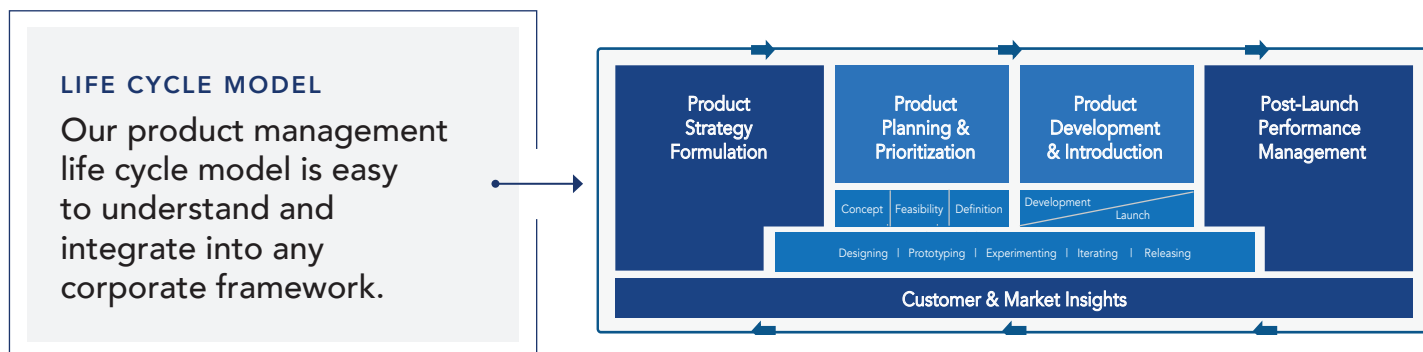 LIFE CYCLE MODEL
Our product management
life cycle model is easy
to understand and
integrate into any
corporate framework.
Product
Strategy
Formulation
Product
Planning &
Prioritization
Product
Development
& Introduction
Post-Launch
Performance
Management
Concept | Feasibility | Definition
Development
Launch
Designing | Prototyping | Experimenting | Iterating | Releasing
Customer & Market Insights